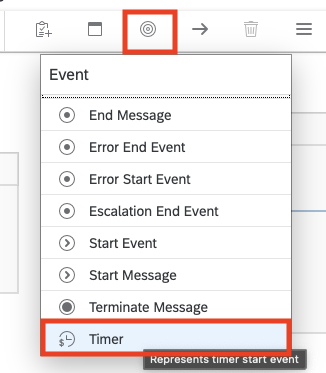 Event
End Message
Error End Event
Error Start Event
Escalation End Event
Start Event
Start Message
Terminate Message
Timer
Represents timer start event